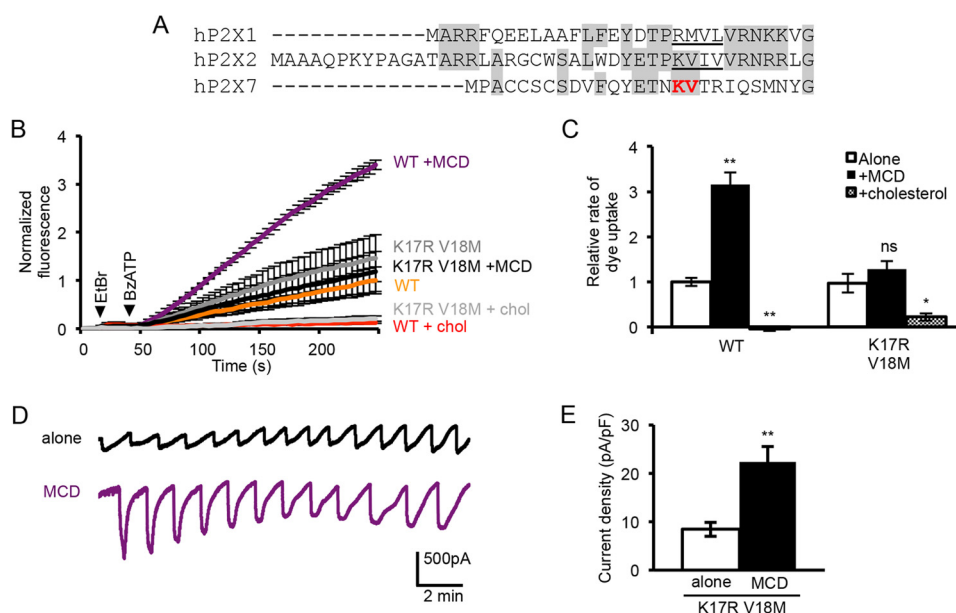 A
hP2X1 ------------MARRFQEELAAFLFEYDTPRMVLVRNKKVG
hP2X2 MAAAQPKYPAGATARRLARGCWSALWDYETPKVIVVRNRRLG
hP2X7 ---------------MPACCSCSDVFQYETNKVTRIQSMNYG
B
Normalized
fluorescence
4
3
2
1
0
EtBr
BzATP
WT +MCD
K17R V18M
K17R V18M +MCD
WT
K17R V18M + chol
WT + chol
0 50 100 150 200
Time (s)
C
Relative rate of
dye uptake
4
3
2
1
0
Alone
+MCD
+cholesterol
**
**
ns
*
WT
K17R
V18M
D
alone
MCD
500pA
2 min
E
Current density (pA/pF)
30
20
10
0
**
alone MCD
K17R V18M